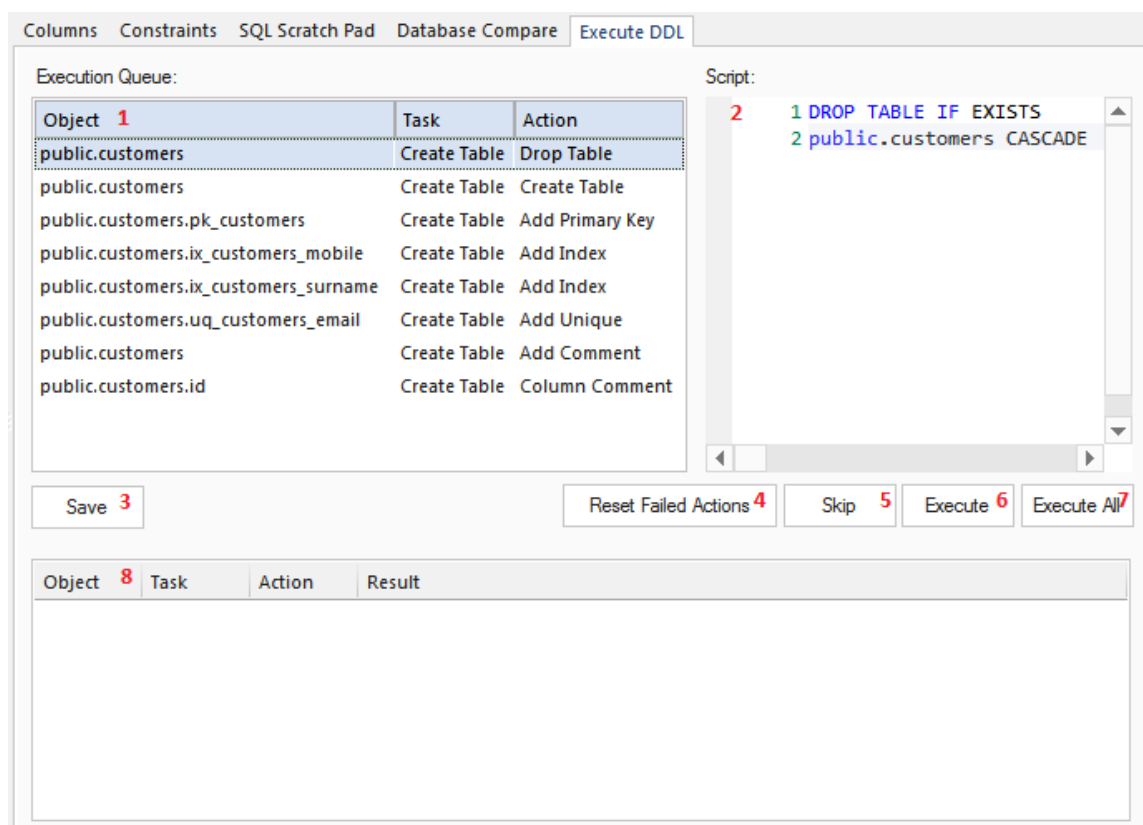 Columns Constraints SQL Scratch Pad Database Compare Execute DDL
Execution Queue: Script:
Object 1 Task Action
public.customers Create Table Drop Table
public.customers Create Table Create Table
public.customers.pk_customers Create Table Add Primary Key
public.customers.ix_customers_mobile Create Table Add Index
public.customers.ix_customers_surname Create Table Add Index
public.customers.uq_customers_email Create Table Add Unique
public.customers Create Table Add Comment
public.customers.id Create Table Column Comment
2 1 DROP TABLE IF EXISTS
2 public.customers CASCADE
Save 3 Reset Failed Actions 4 Skip 5 Execute 6 Execute All 7
Object 8 Task Action Result